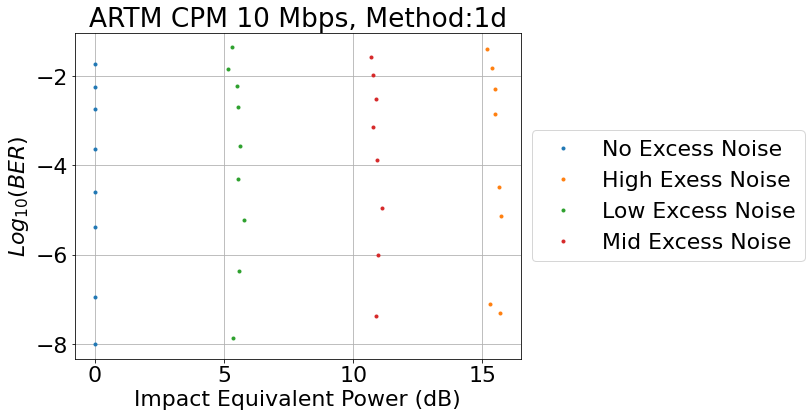 ARTM CPM 10 Mbps, Method:1d
Log10(BER)
−2
−4
−6
−8
0 5 10 15
Impact Equivalent Power (dB)
No Excess Noise
High Exess Noise
Low Excess Noise
Mid Excess Noise